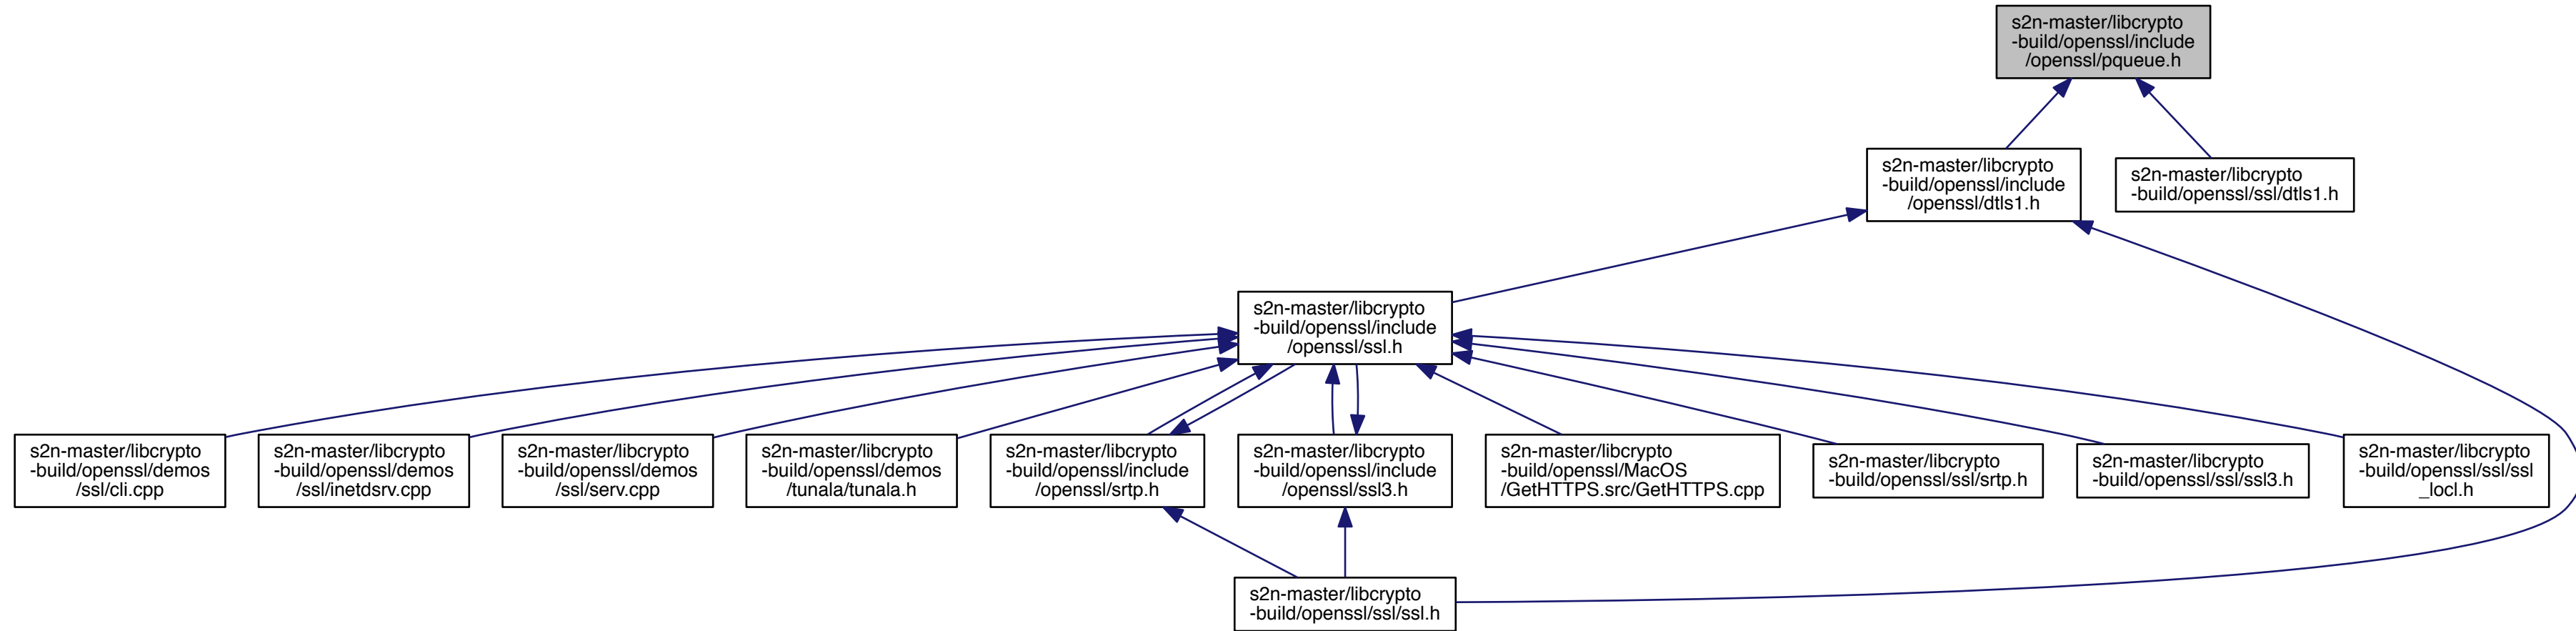 s2n-master/libcrypto
-build/openssl/include
/openssl/pqueue.h
s2n-master/libcrypto
-build/openssl/include
/openssl/dtls1.h
s2n-master/libcrypto
-build/openssl/ssl/dtls1.h
s2n-master/libcrypto
-build/openssl/include
/openssl/ssl.h
s2n-master/libcrypto
-build/openssl/demos
/ssl/cli.cpp
s2n-master/libcrypto
-build/openssl/demos
/ssl/inetdsrv.cpp
s2n-master/libcrypto
-build/openssl/demos
/ssl/serv.cpp
s2n-master/libcrypto
-build/openssl/demos
/tunala/tunala.h
s2n-master/libcrypto
-build/openssl/include
/openssl/srtp.h
s2n-master/libcrypto
-build/openssl/include
/openssl/ssl3.h
s2n-master/libcrypto
-build/openssl/MacOS
/GetHTTPS.src/GetHTTPS.cpp
s2n-master/libcrypto
-build/openssl/ssl/srtp.h
s2n-master/libcrypto
-build/openssl/ssl/ssl3.h
s2n-master/libcrypto
-build/openssl/ssl/ssl
_locl.h
s2n-master/libcrypto
-build/openssl/ssl/ssl.h